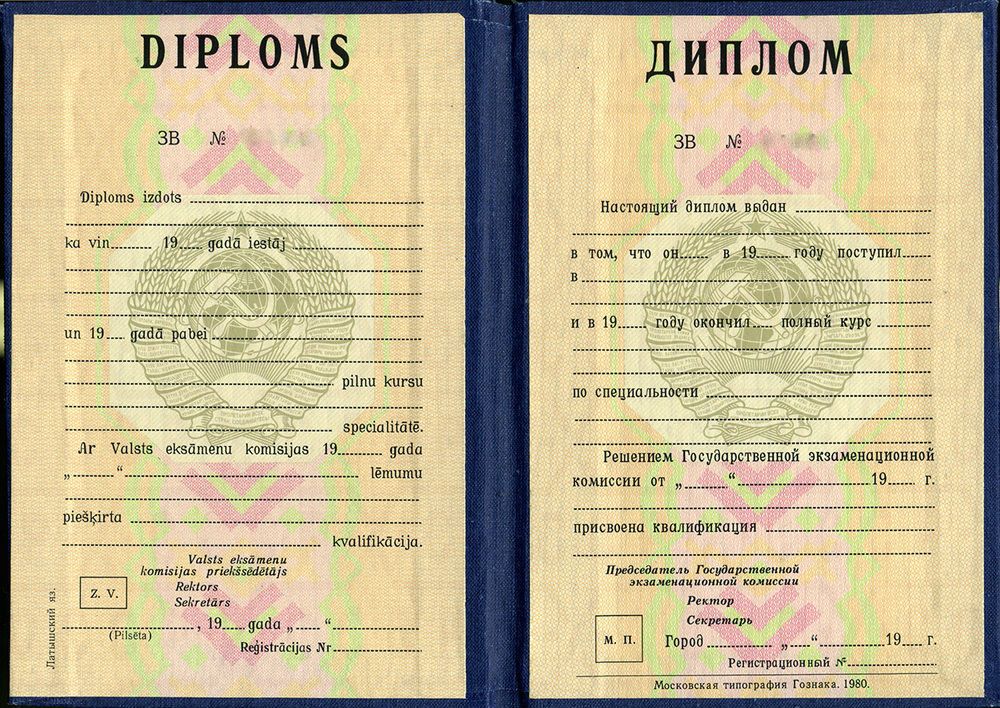 DIPLOMS
ЗВ №
Diploms izdots
ka vin 19 gadā iestāj
un 19 gadā pabei
pilnu kursu
specialitātē.
Ar Valsts eksāmenu komisijas 19 gada
„ “ lēmumu
piešķirta
kvalifikācija.
Valsts eksāmenu
komisijas priekšsēdētājs
Rektors
Sekretārs
Z. V.
, 19 gada „ “
(Pilsēta)
Reģistrācijas Nr
Латышский яз.
ДИПЛОМ
ЗВ №
Настоящий диплом выдан
в том, что он в 19 году поступил
в
и в 19 году окончил полный курс
по специальности
Решением Государственной экзаменационной
комиссии от „ “ 19 г.
присвоена квалификация
Председатель Государственной
экзаменационной комиссии
Ректор
Секретарь
М. П.
Город „ “ 19 г.
Регистрационный №
Московская типография Гознака. 1980.